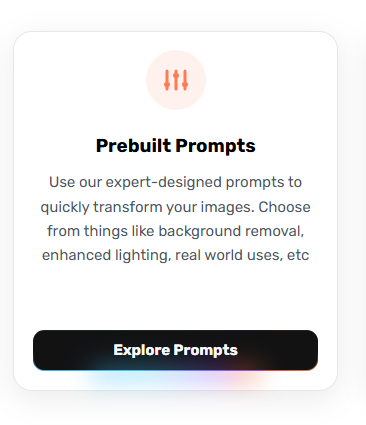 Prebuilt Prompts
Use our expert-designed prompts to
quickly transform your images. Choose
from things like background removal,
enhanced lighting, real world uses, etc
Explore Prompts